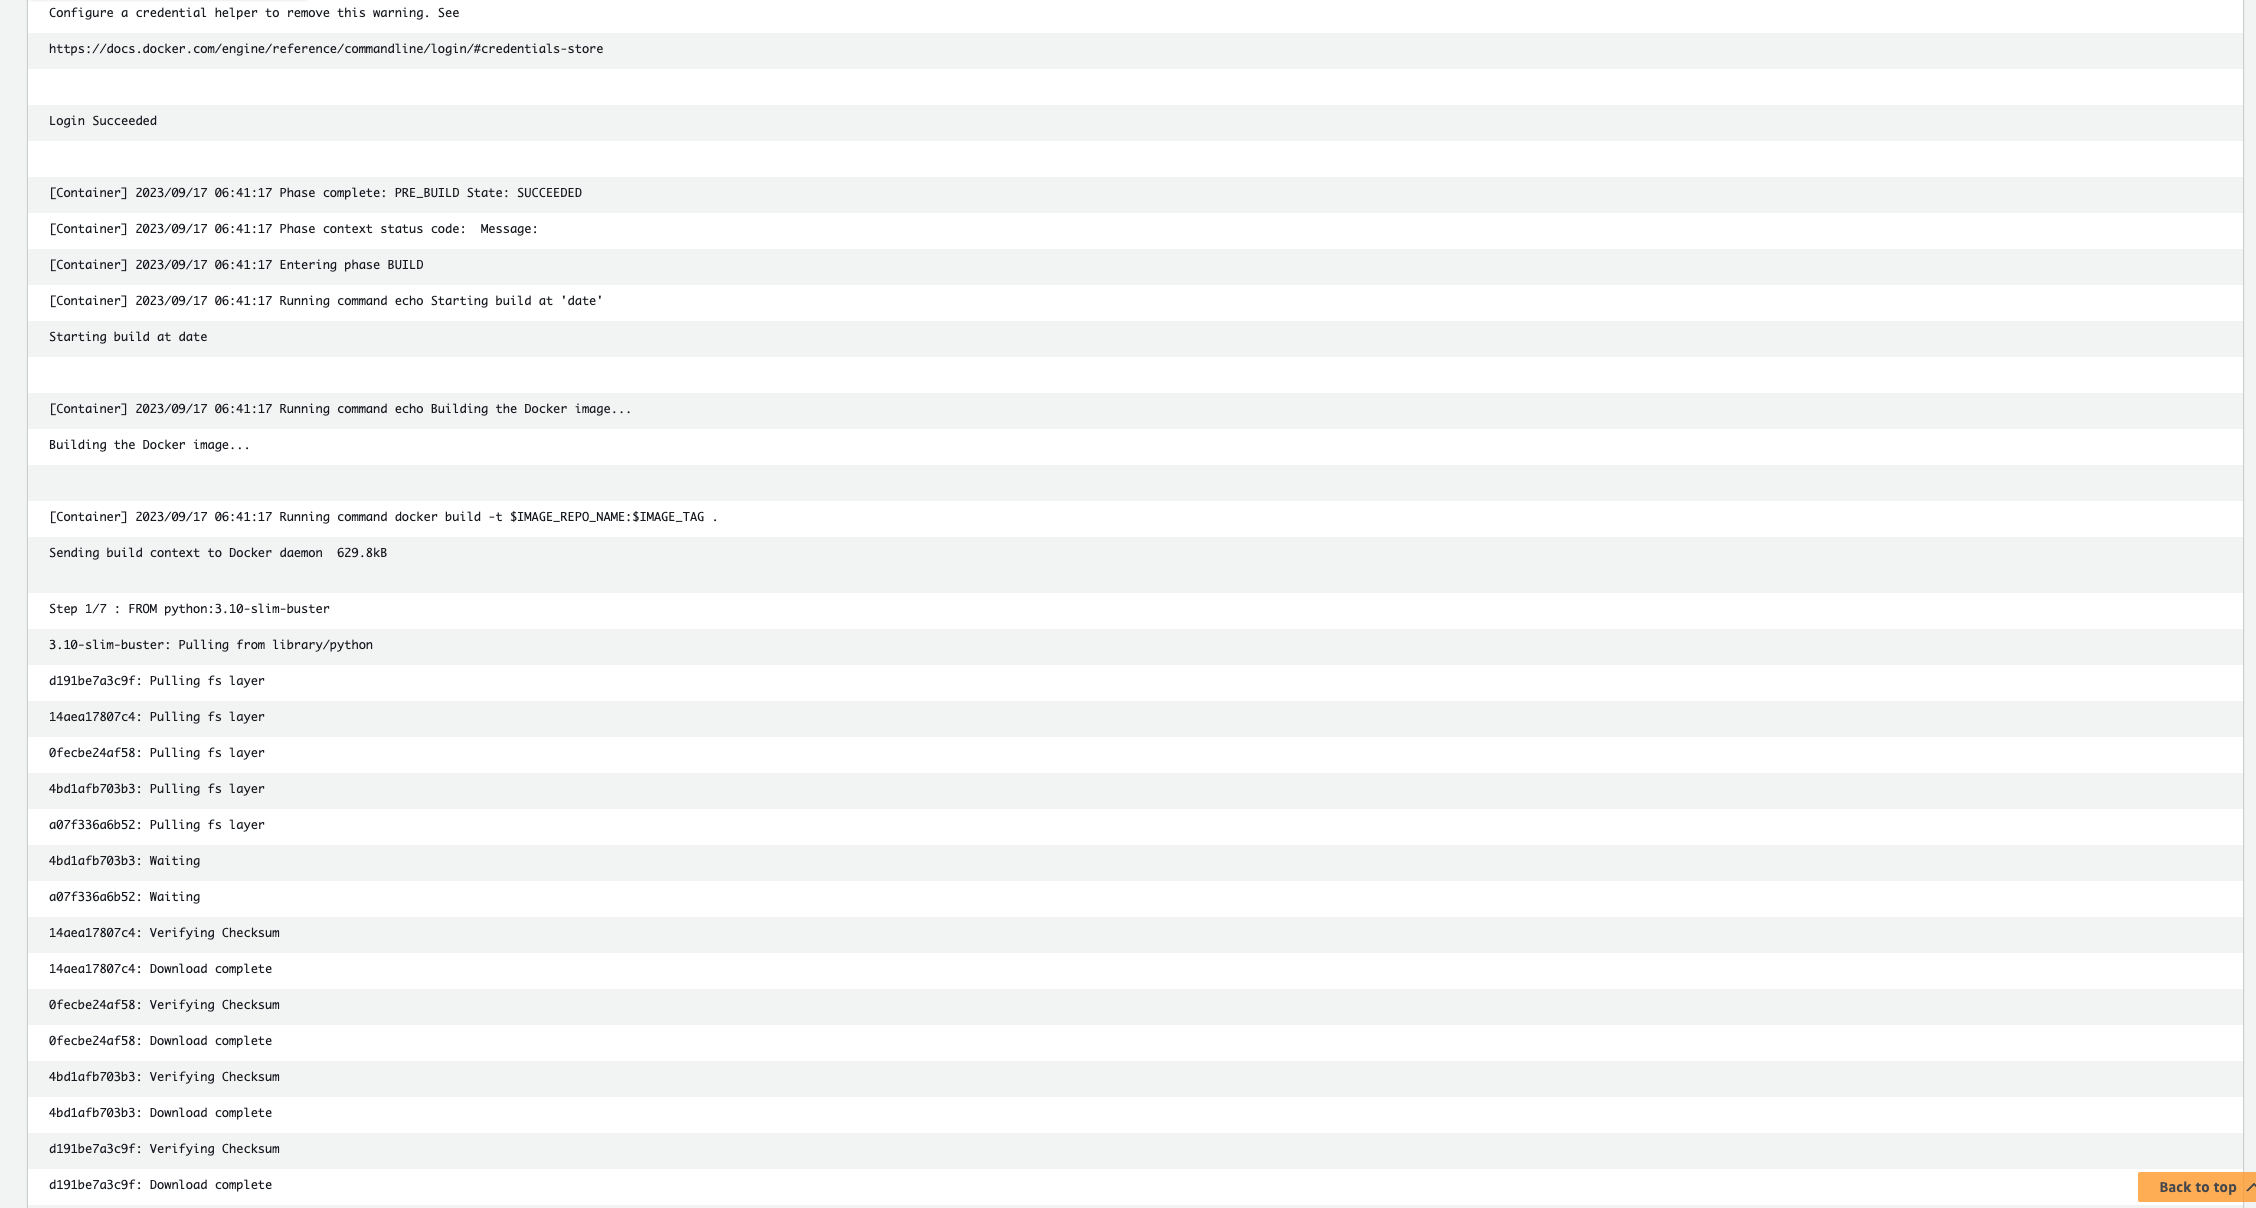 Configure a credential helper to remove this warning. See
https://docs.docker.com/engine/reference/commandline/login/#credentials-store
Login Succeeded
[Container] 2023/09/17 06:41:17 Phase complete: PRE_BUILD State: SUCCEEDED
[Container] 2023/09/17 06:41:17 Phase context status code:  Message:
[Container] 2023/09/17 06:41:17 Entering phase BUILD
[Container] 2023/09/17 06:41:17 Running command echo Starting build at 'date'
Starting build at date
[Container] 2023/09/17 06:41:17 Running command echo Building the Docker image...
Building the Docker image...
[Container] 2023/09/17 06:41:17 Running command docker build -t $IMAGE_REPO_NAME:$IMAGE_TAG .
Sending build context to Docker daemon  629.8kB
Step 1/7 : FROM python:3.10-slim-buster
3.10-slim-buster: Pulling from library/python
d191be7a3c9f: Pulling fs layer
14aea17807c4: Pulling fs layer
0fecbe24af58: Pulling fs layer
4bd1afb703b3: Pulling fs layer
a07f336a6b52: Pulling fs layer
4bd1afb703b3: Waiting
a07f336a6b52: Waiting
14aea17807c4: Verifying Checksum
14aea17807c4: Download complete
0fecbe24af58: Verifying Checksum
0fecbe24af58: Download complete
4bd1afb703b3: Verifying Checksum
4bd1afb703b3: Download complete
d191be7a3c9f: Verifying Checksum
d191be7a3c9f: Download complete
Back to top